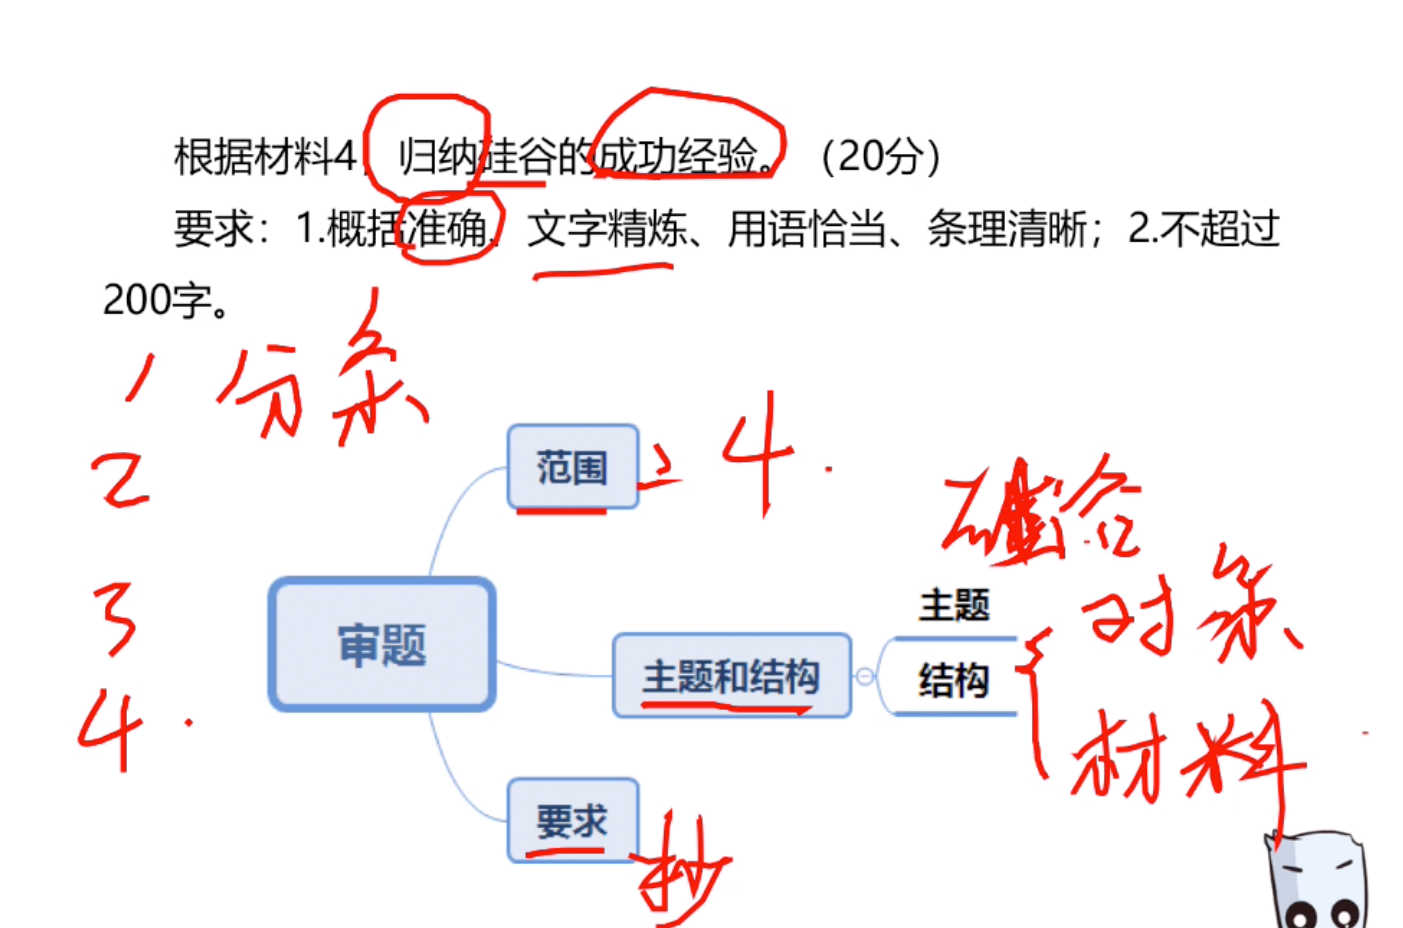 根据材料4，归纳硅谷的成功经验。（20分）
要求：1.概括准确、文字精炼、用语恰当、条理清晰；2.不超过
200字。
1 分条
2
3
4.
范围 4.
审题
主题和结构
主题
结构
硅谷
对策
材料
要求 抄